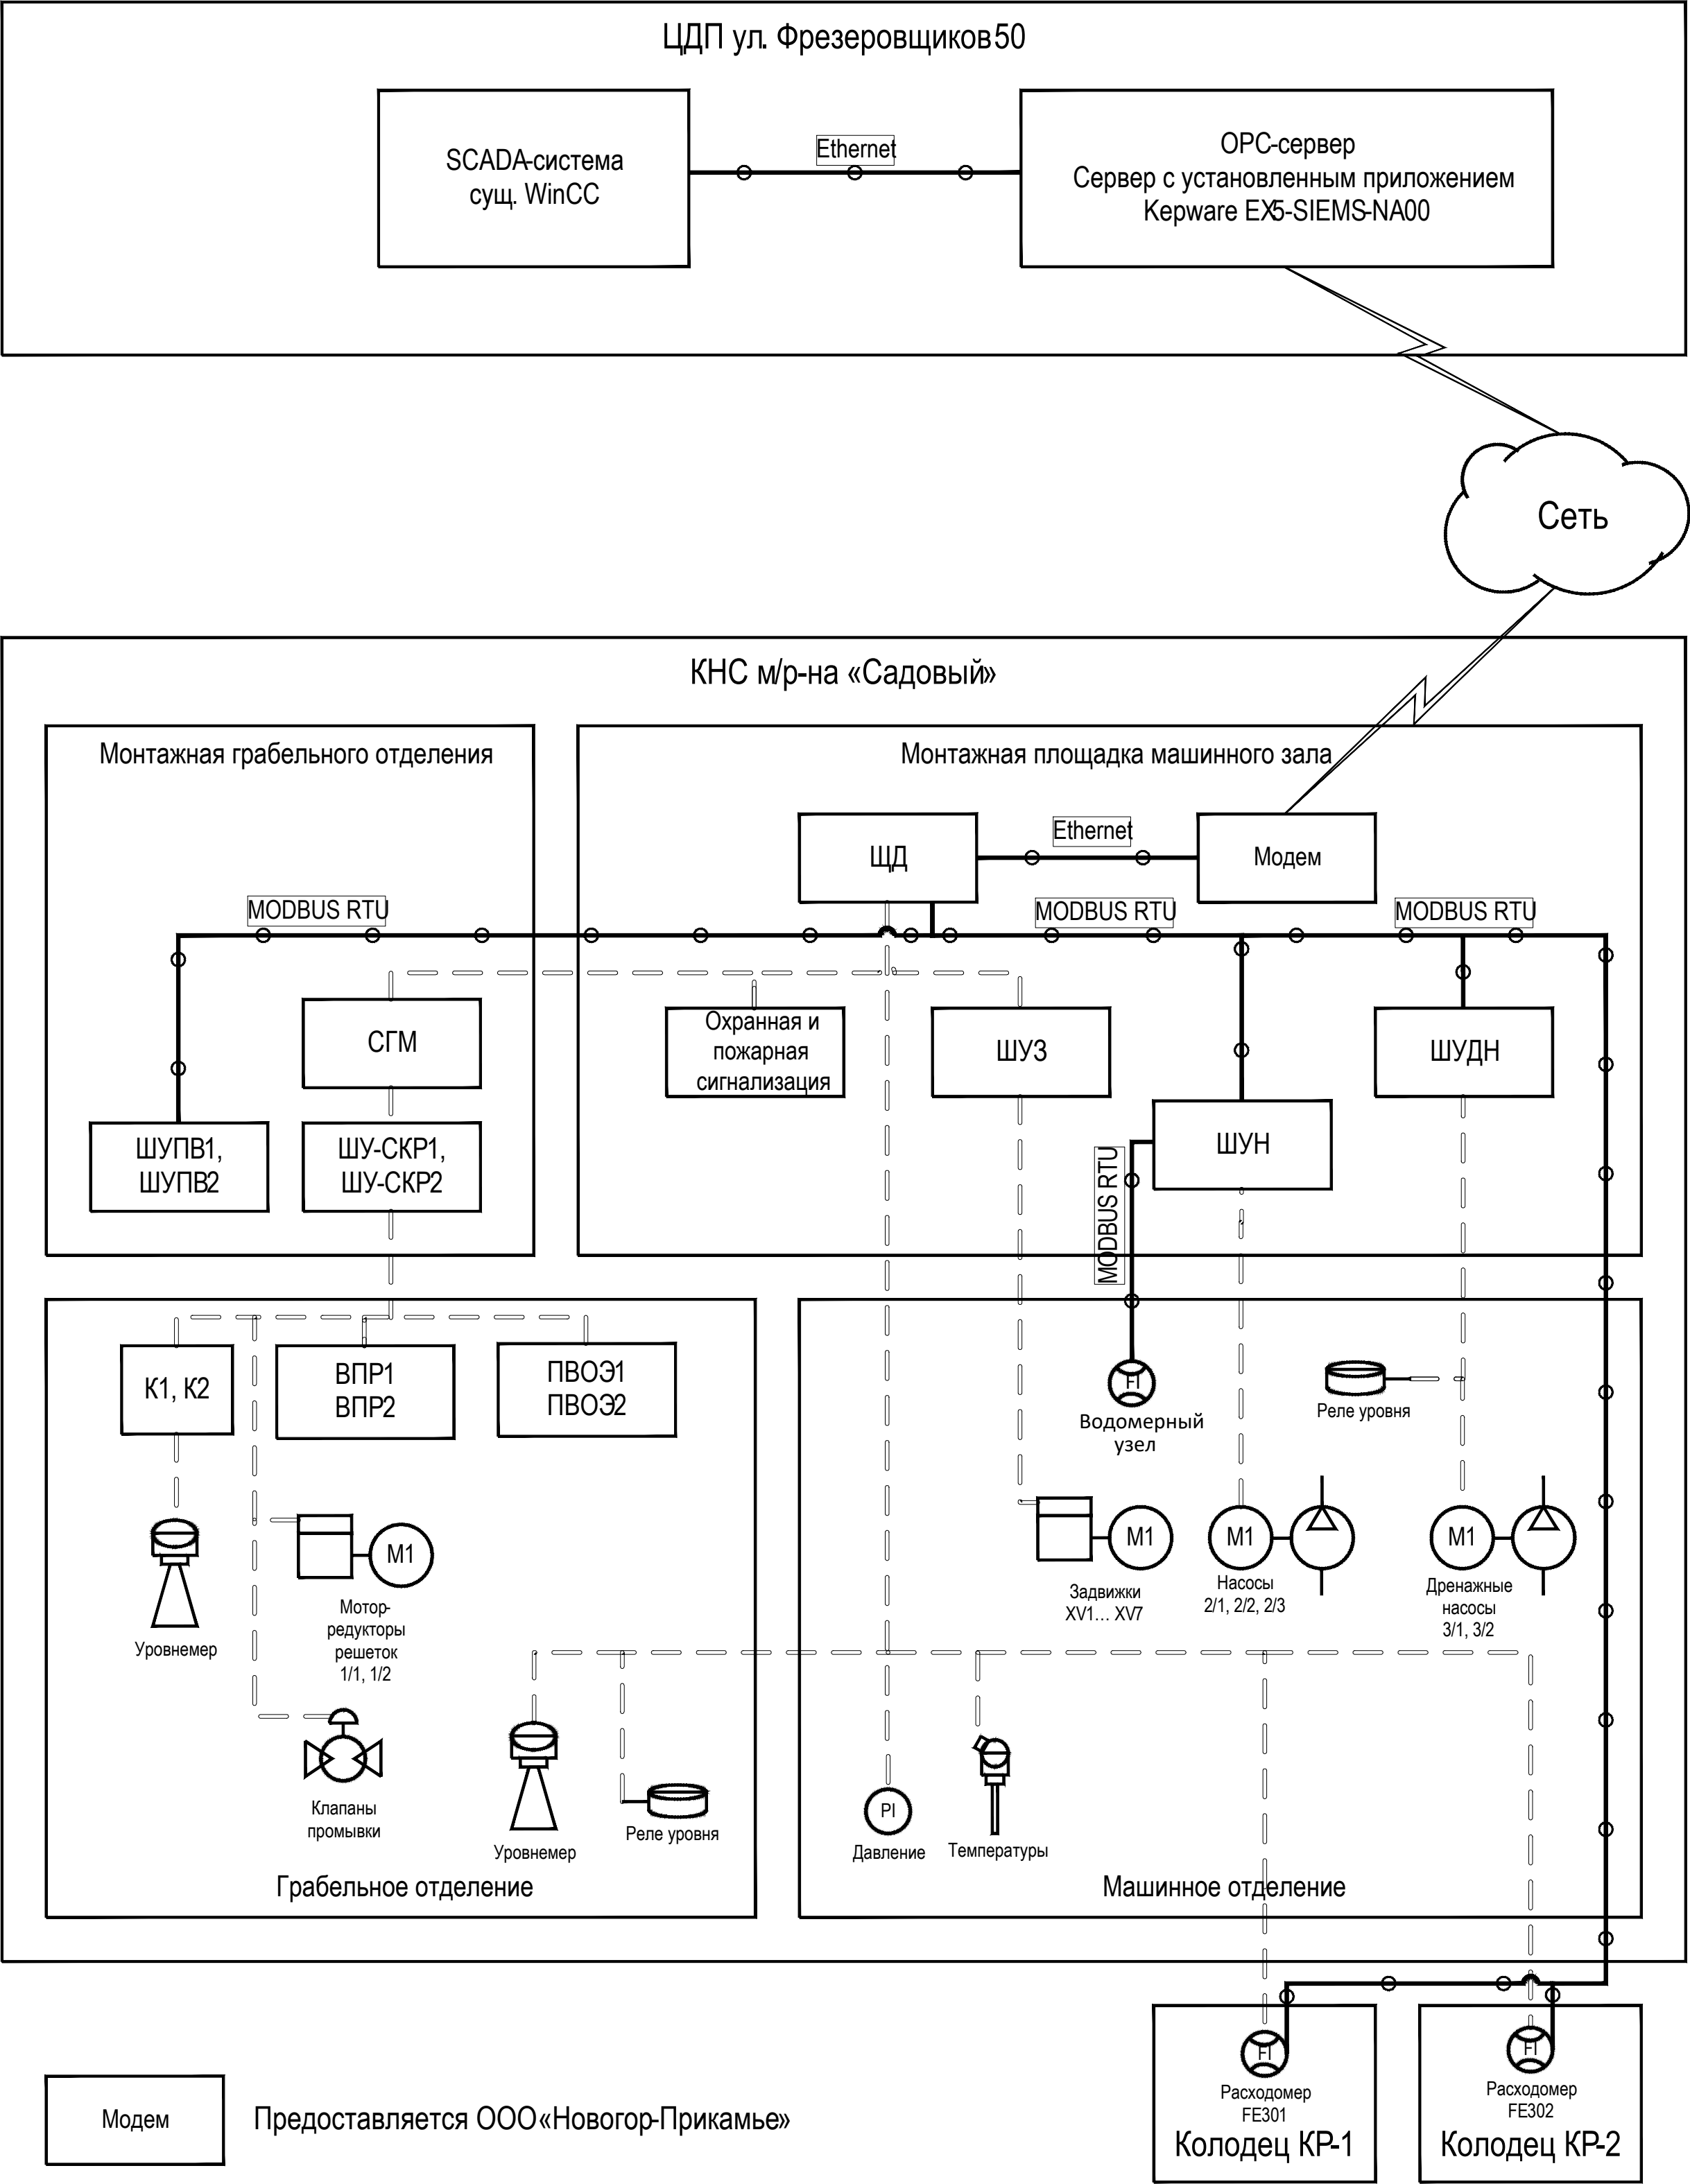 ЦДП ул. Фрезеровщиков 50
SCADA-система
сущ. WinCC
Ethernet
OPC-сервер
Сервер с установленным приложением
Kepware EX5-SIEMS-NA00
Сеть
КНС м/р-на «Садовый»
Монтажная грабельного отделения
Монтажная площадка машинного зала
ЩД
Ethernet
Модем
MODBUS RTU
MODBUS RTU
MODBUS RTU
СГМ
Охранная и
пожарная
сигнализация
ШУЗ
ШУДН
ШУПВ1,
ШУПВ2
ШУ-СКР1,
ШУ-СКР2
ШУН
MODBUS RTU
К1, К2
ВПР1
ВПР2
ПВОЭ1
ПВОЭ2
FI
Водомерный
узел
Реле уровня
Уровнемер
М1
Мотор-
редукторы
решеток
1/1, 1/2
М1
Задвижки
XV1... XV7
М1
Насосы
2/1, 2/2, 2/3
М1
Дренажные
насосы
3/1, 3/2
Клапаны
промывки
Уровнемер
Реле уровня
PI
Давление
Температуры
Грабельное отделение
Машинное отделение
FI
Расходомер
FE301
Колодец КР-1
FI
Расходомер
FE302
Колодец КР-2
Модем
Предоставляется ООО «Новогор-Прикамье»